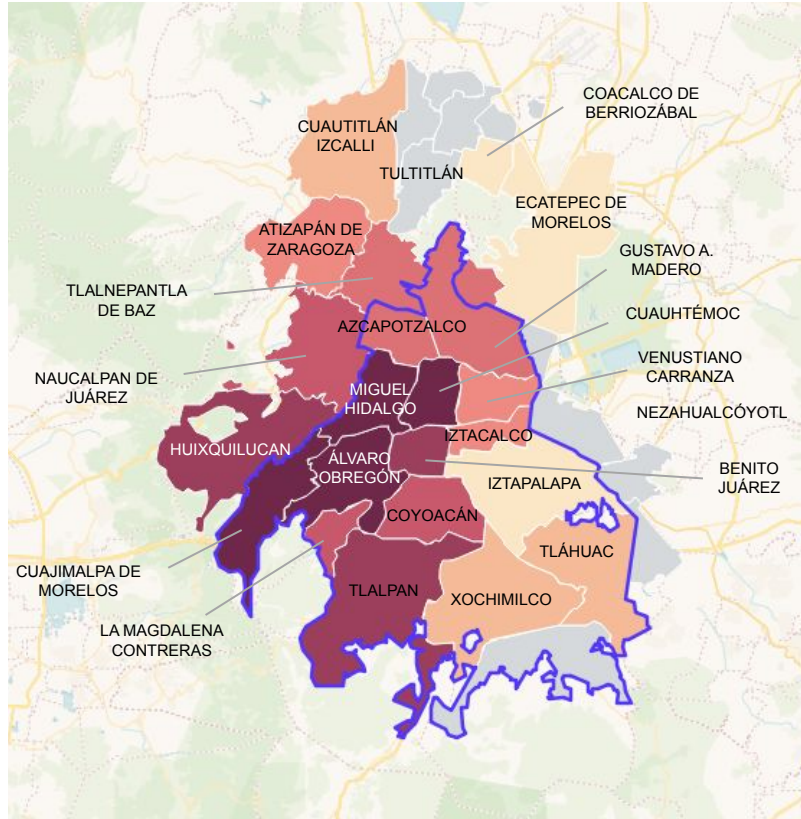 COACALCO DE
BERRIOZÁBAL
CUAUTITLÁN
IZCALLI
TULTITLÁN
ECATEPEC DE
MORELOS
ATIZAPÁN DE
ZARAGOZA
GUSTAVO A.
MADERO
TLALNEPANTLA
DE BAZ
AZCAPOTZALCO
CUAUHTÉMOC
NAUCALPAN DE
JUÁREZ
VENUSTIANO
CARRANZA
MIGUEL
HIDALGO
NEZAHUALCÓYOTL
HUIXQUILUCAN
IZTACALCO
ÁLVARO
OBREGÓN
BENITO
JUÁREZ
IZTAPALAPA
COYOACÁN
TLÁHUAC
CUAJIMALPA DE
MORELOS
TLALPAN
XOCHIMILCO
LA MAGDALENA
CONTRERAS